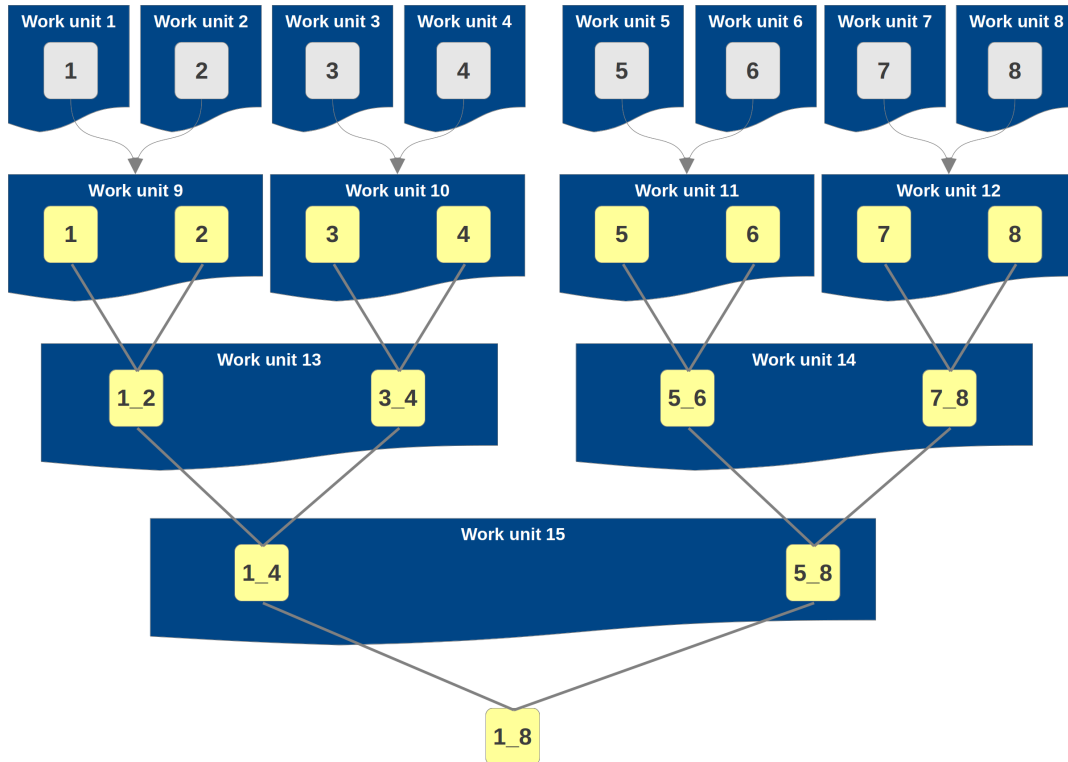 Work unit 1
Work unit 2
Work unit 3
Work unit 4
Work unit 5
Work unit 6
Work unit 7
Work unit 8
1
2
3
4
5
6
7
8
Work unit 9
Work unit 10
Work unit 11
Work unit 12
1
2
3
4
5
6
7
8
Work unit 13
Work unit 14
1_2
3_4
5_6
7_8
Work unit 15
1_4
5_8
1_8